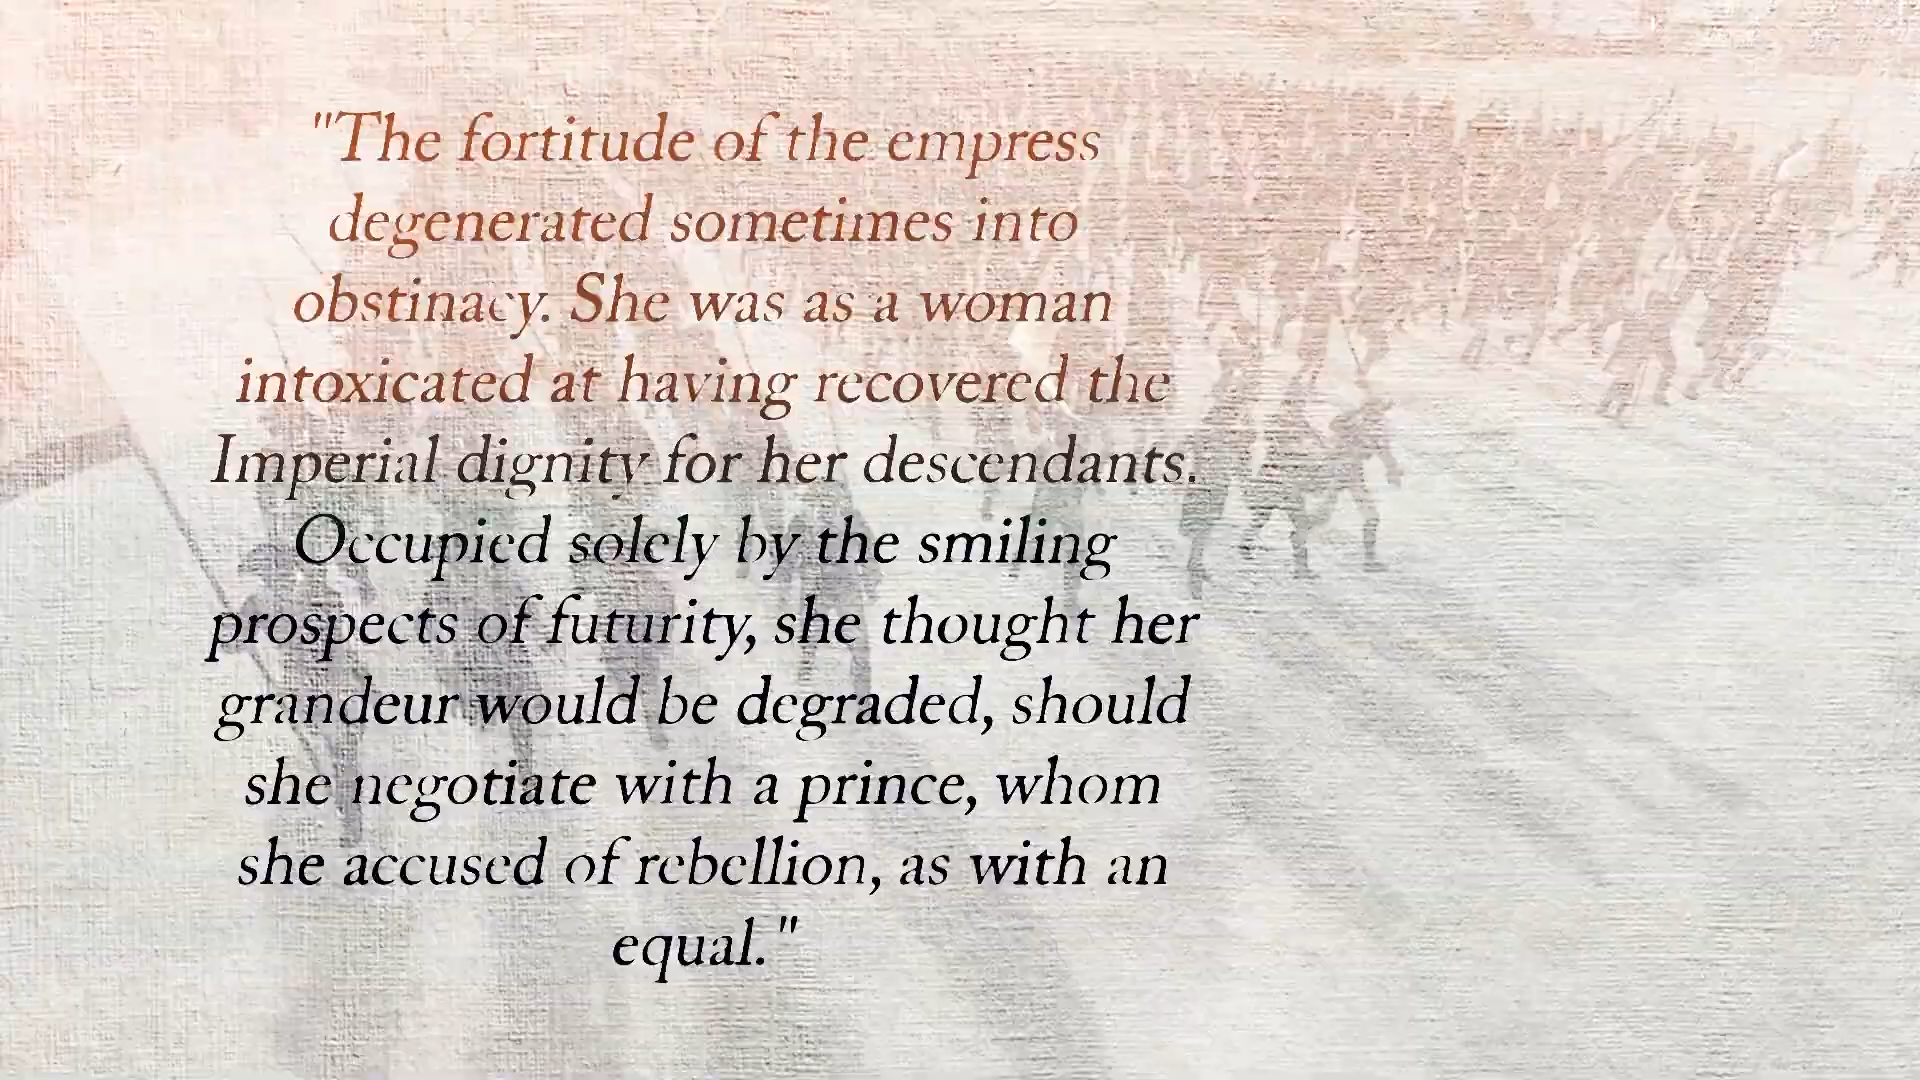 "The fortitude of the empress
degenerated sometimes into
obstinacy. She was as a woman
intoxicated at having recovered the
Imperial dignity for her descendants.
Occupied solely by the smiling
prospects of futurity, she thought her
grandeur would be degraded, should
she negotiate with a prince, whom
she accused of rebellion, as with an
equal."